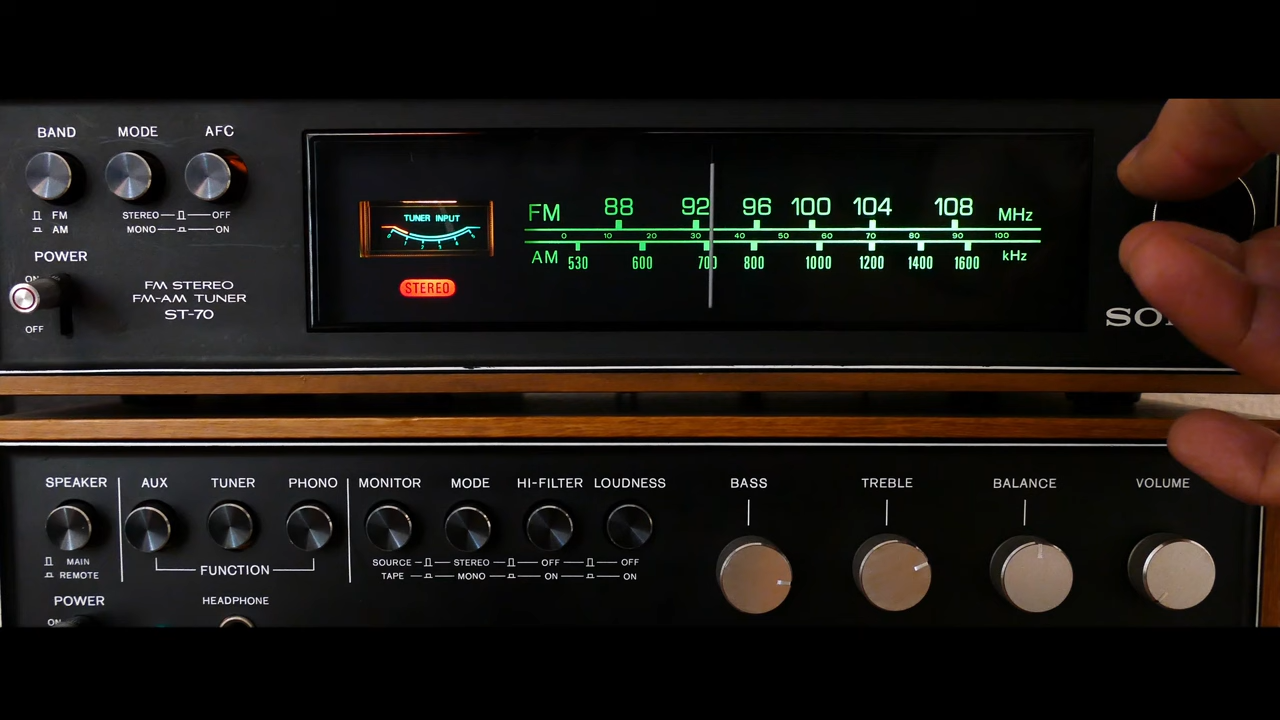 BAND MODE AFC
FM STEREO OFF
AM MONO ON
POWER
ON
OFF
FM STEREO
FM-AM TUNER
ST-70
TUNER INPUT
STEREO
FM 88 92 96 100 104 108 MHz
0 10 20 30 40 50 60 70 80 90 100
AM 530 600 700 800 1000 1200 1400 1600 kHz
SPEAKER AUX TUNER PHONO MONITOR MODE HI-FILTER LOUDNESS BASS TREBLE BALANCE VOLUME
MAIN SOURCE STEREO OFF OFF
REMOTE FUNCTION TAPE MONO ON ON
POWER HEADPHONE
ON